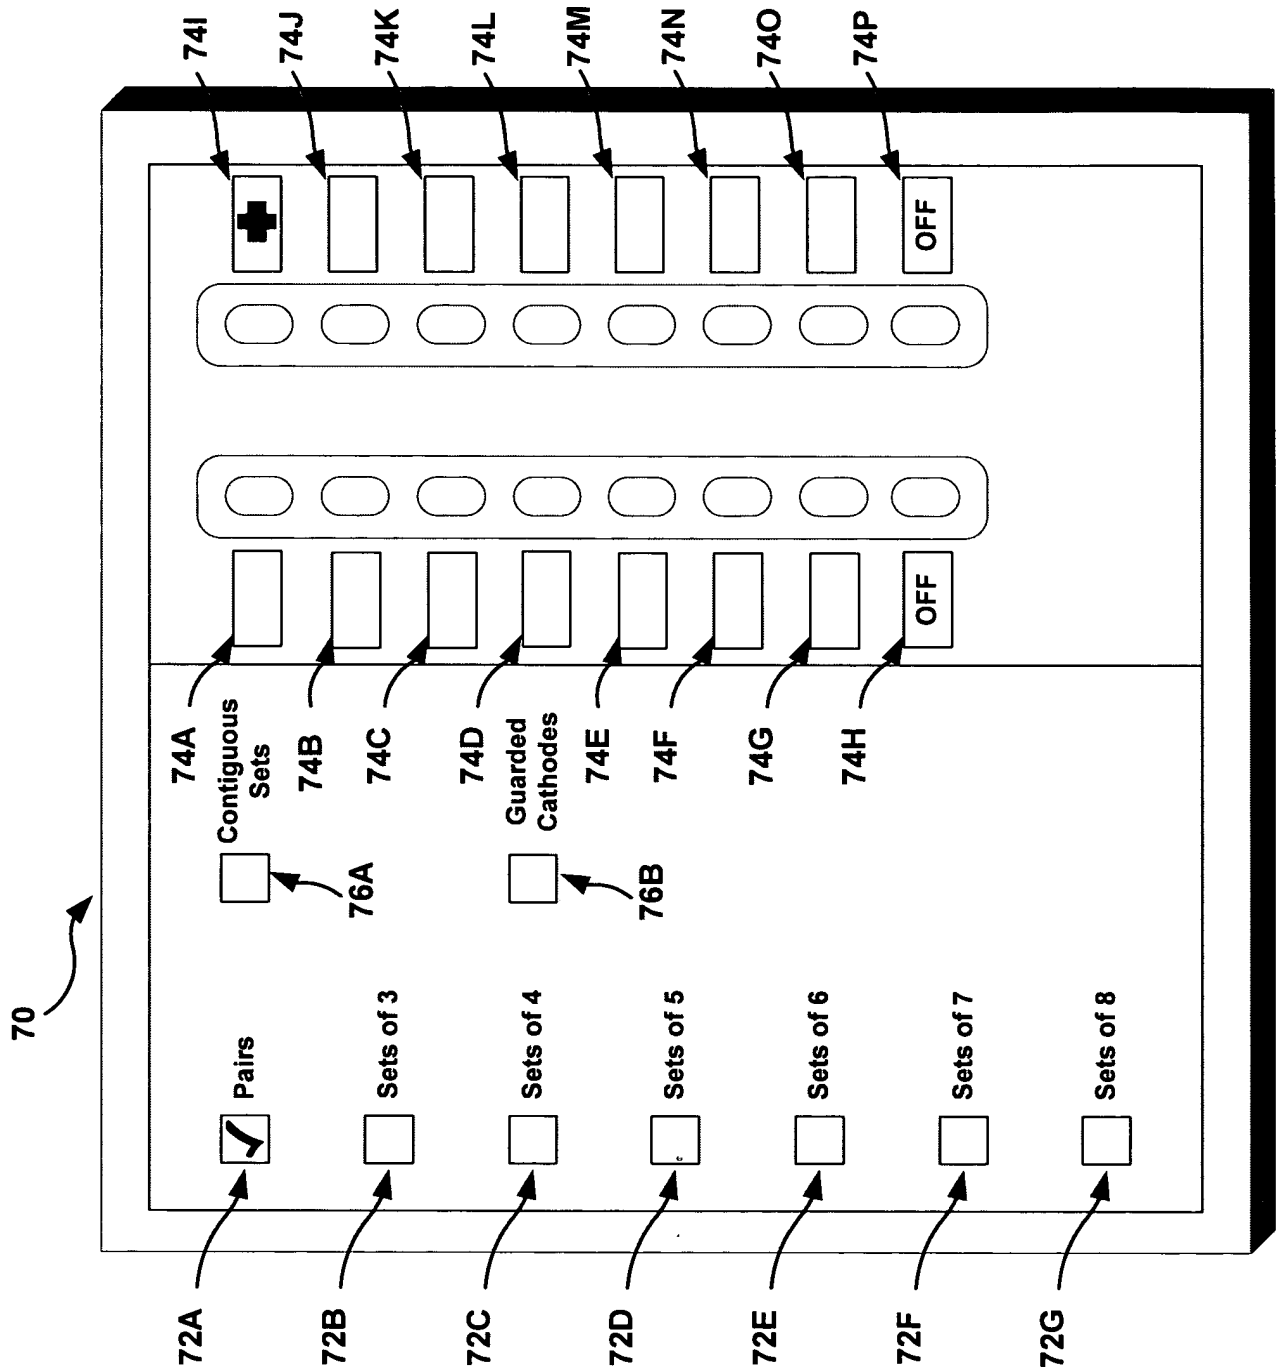 70
72A
Pairs
72B
Sets of 3
72C
Sets of 4
72D
Sets of 5
72E
Sets of 6
72F
Sets of 7
72G
Sets of 8
Contiguous
Sets
76A
Guarded
Cathodes
76B
74A
74B
74C
74D
74E
74F
74G
74H
OFF
74I
74J
74K
74L
74M
74N
74O
74P
OFF